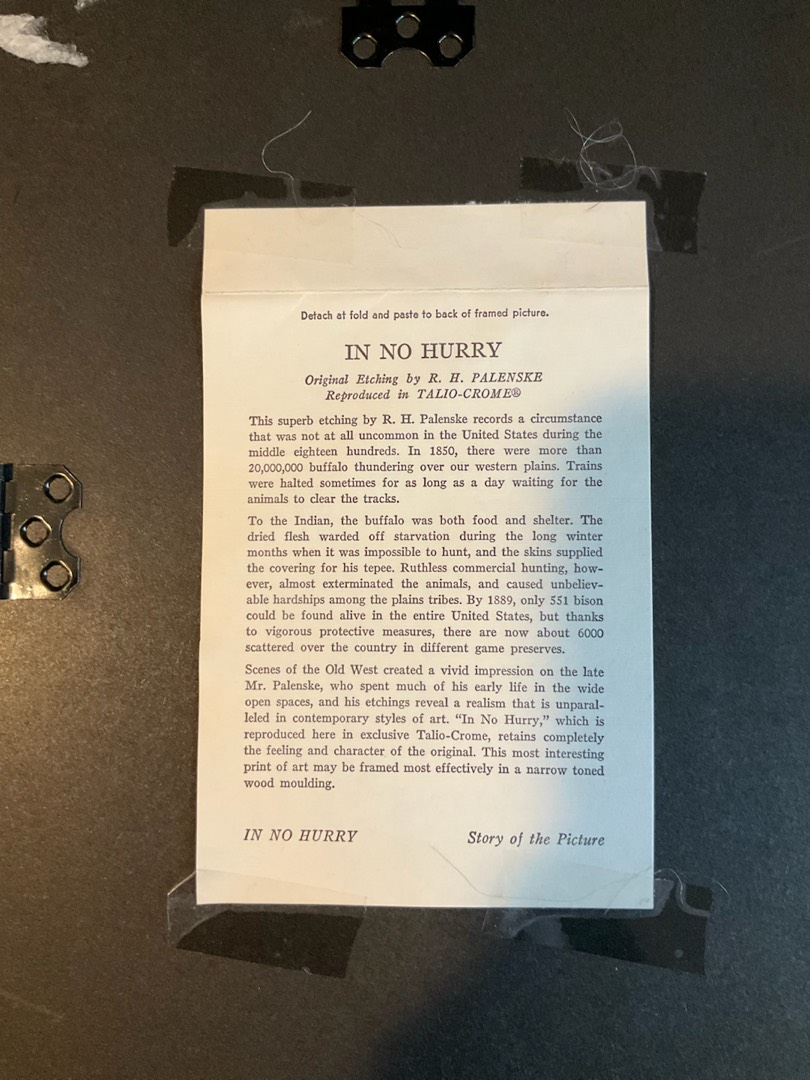 Detach at fold and paste to back of framed picture.
IN NO HURRY
Original Etching by R. H. PALENSKE
Reproduced in TALIO-CROME®
This superb etching by R. H. Palenske records a circumstance
that was not at all uncommon in the United States during the
middle eighteen hundreds. In 1850, there were more than
20,000,000 buffalo thundering over our western plains. Trains
were halted sometimes for as long as a day waiting for the
animals to clear the tracks.
To the Indian, the buffalo was both food and shelter. The
dried flesh warded off starvation during the long winter
months when it was impossible to hunt, and the skins supplied
the covering for his tepee. Ruthless commercial hunting, how-
ever, almost exterminated the animals, and caused unbeliev-
able hardships among the plains tribes. By 1889, only 551 bison
could be found alive in the entire United States, but thanks
to vigorous protective measures, there are now about 6000
scattered over the country in different game preserves.
Scenes of the Old West created a vivid impression on the late
Mr. Palenske, who spent much of his early life in the wide
open spaces, and his etchings reveal a realism that is unparal-
leled in contemporary styles of art. “In No Hurry,” which is
reproduced here in exclusive Talio-Crome, retains completely
the feeling and character of the original. This most interesting
print of art may be framed most effectively in a narrow toned
wood moulding.
IN NO HURRY Story of the Picture